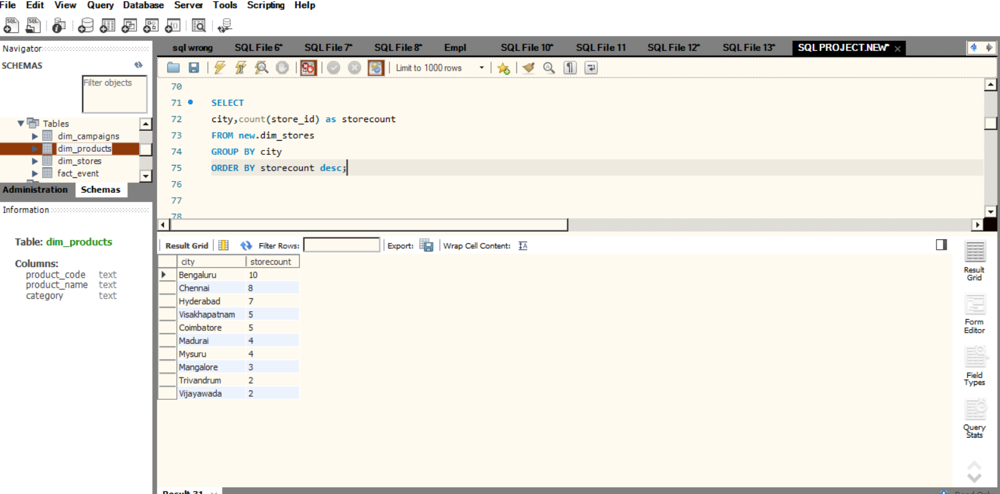 File Edit View Query Database Server Tools Scripting Help
SQL SQL
Navigator
SCHEMAS
Filter objects
Tables
dim_campaigns
dim_products
dim_stores
fact_event
Administration Schemas
Information
Table: dim_products
Columns:
product_code text
product_name text
category text
sql wrong SQL File 6* SQL File 7* SQL File 8* Empl SQL File 10* SQL File 11 SQL File 12* SQL File 13* SQL PROJECT.NEW*
Limit to 1000 rows
70
71 SELECT
72 city,count(store_id) as storecount
73 FROM new.dim_stores
74 GROUP BY city
75 ORDER BY storecount desc;
76
77
78
Result Grid Filter Rows: Export: Wrap Cell Content: IA
city storecount
Bengaluru 10
Chennai 8
Hyderabad 7
Visakhapatnam 5
Coimbatore 5
Madurai 4
Mysuru 4
Mangalore 3
Trivandrum 2
Vijayawada 2
Result
Grid
Form
Editor
Field
Types
Query
Stats
Result 31
Read Only